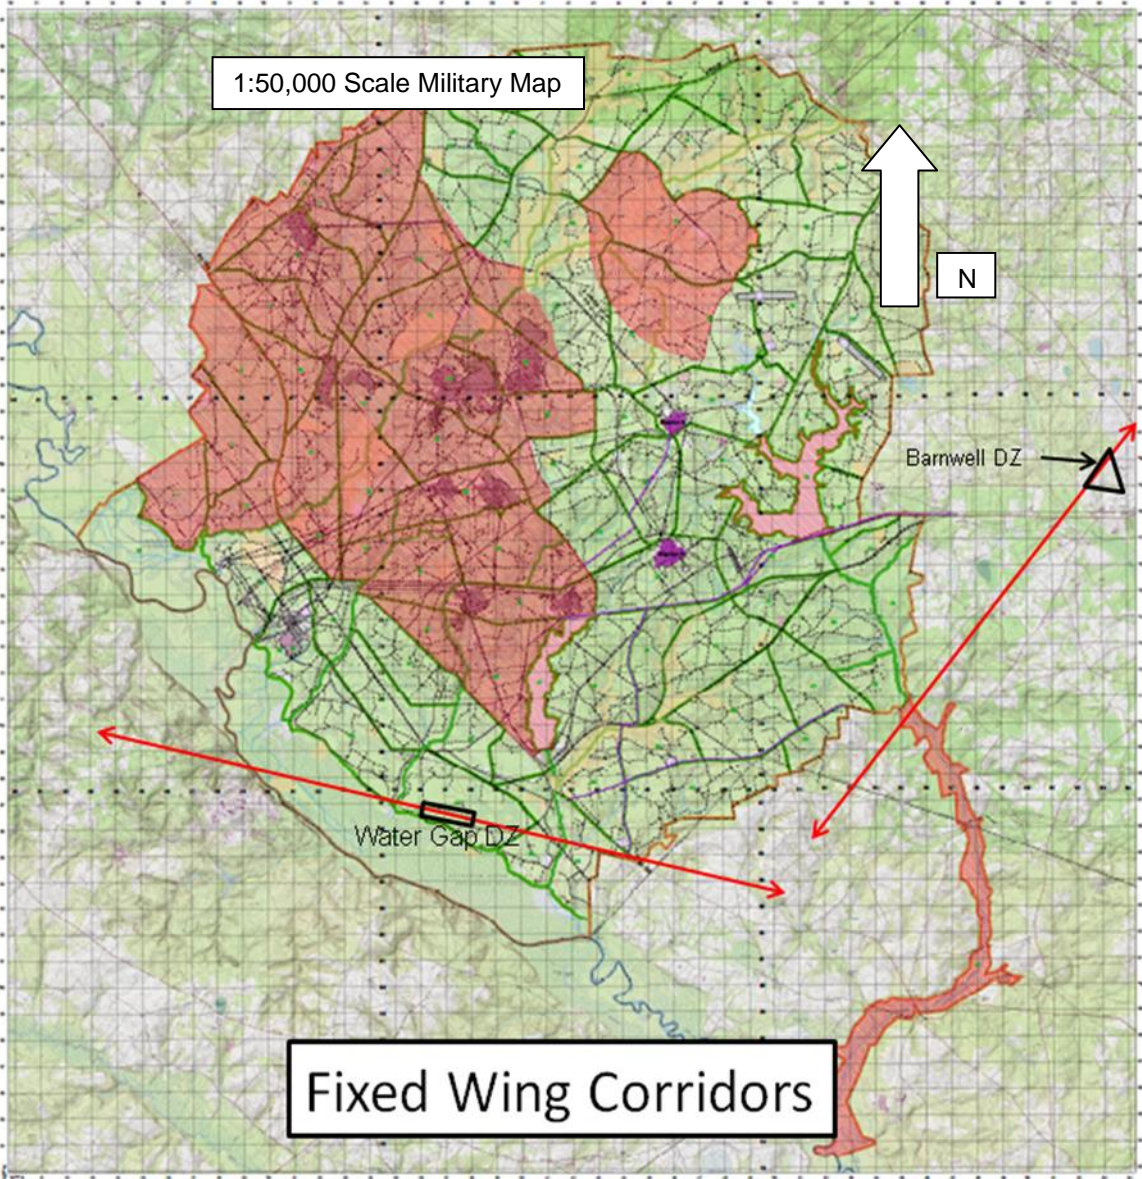 1:50,000 Scale Military Map
N
Barnwell DZ
Water Gap DZ
Fixed Wing Corridors